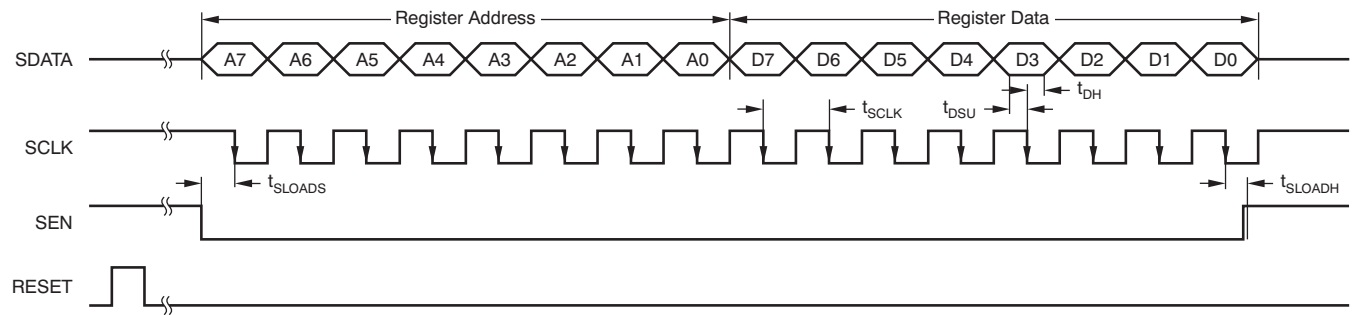 Register Address Register Data
SDATA A7 A6 A5 A4 A3 A2 A1 A0 D7 D6 D5 D4 D3 D2 D1 D0
tSCLK tDSU tDH
SCLK
tSLOADS tSLOADH
SEN
RESET